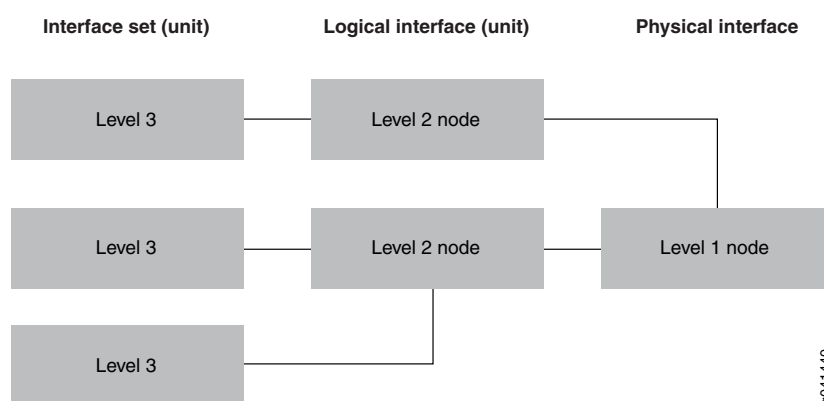 Interface set (unit) Logical interface (unit) Physical interface
Level 3 Level 2 node
Level 3 Level 2 node Level 1 node
Level 3